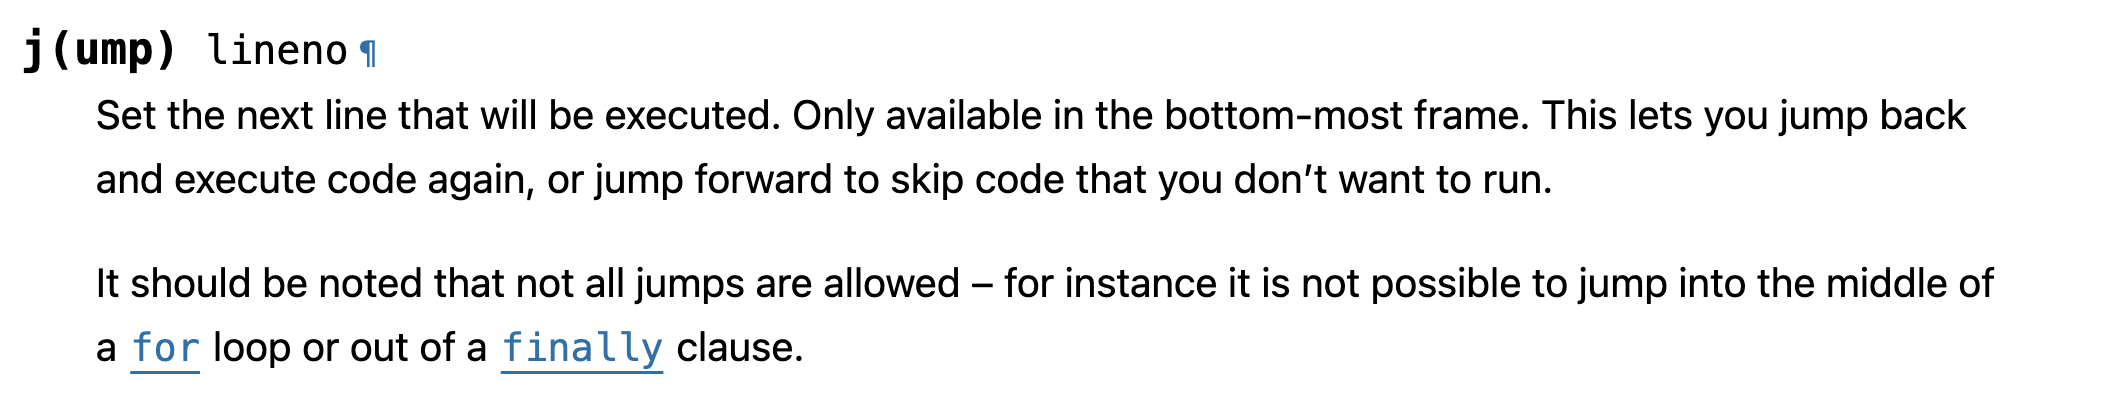 j(ump) lineno ¶
Set the next line that will be executed. Only available in the bottom-most frame. This lets you jump back
and execute code again, or jump forward to skip code that you don’t want to run.
It should be noted that not all jumps are allowed – for instance it is not possible to jump into the middle of
a for loop or out of a finally clause.